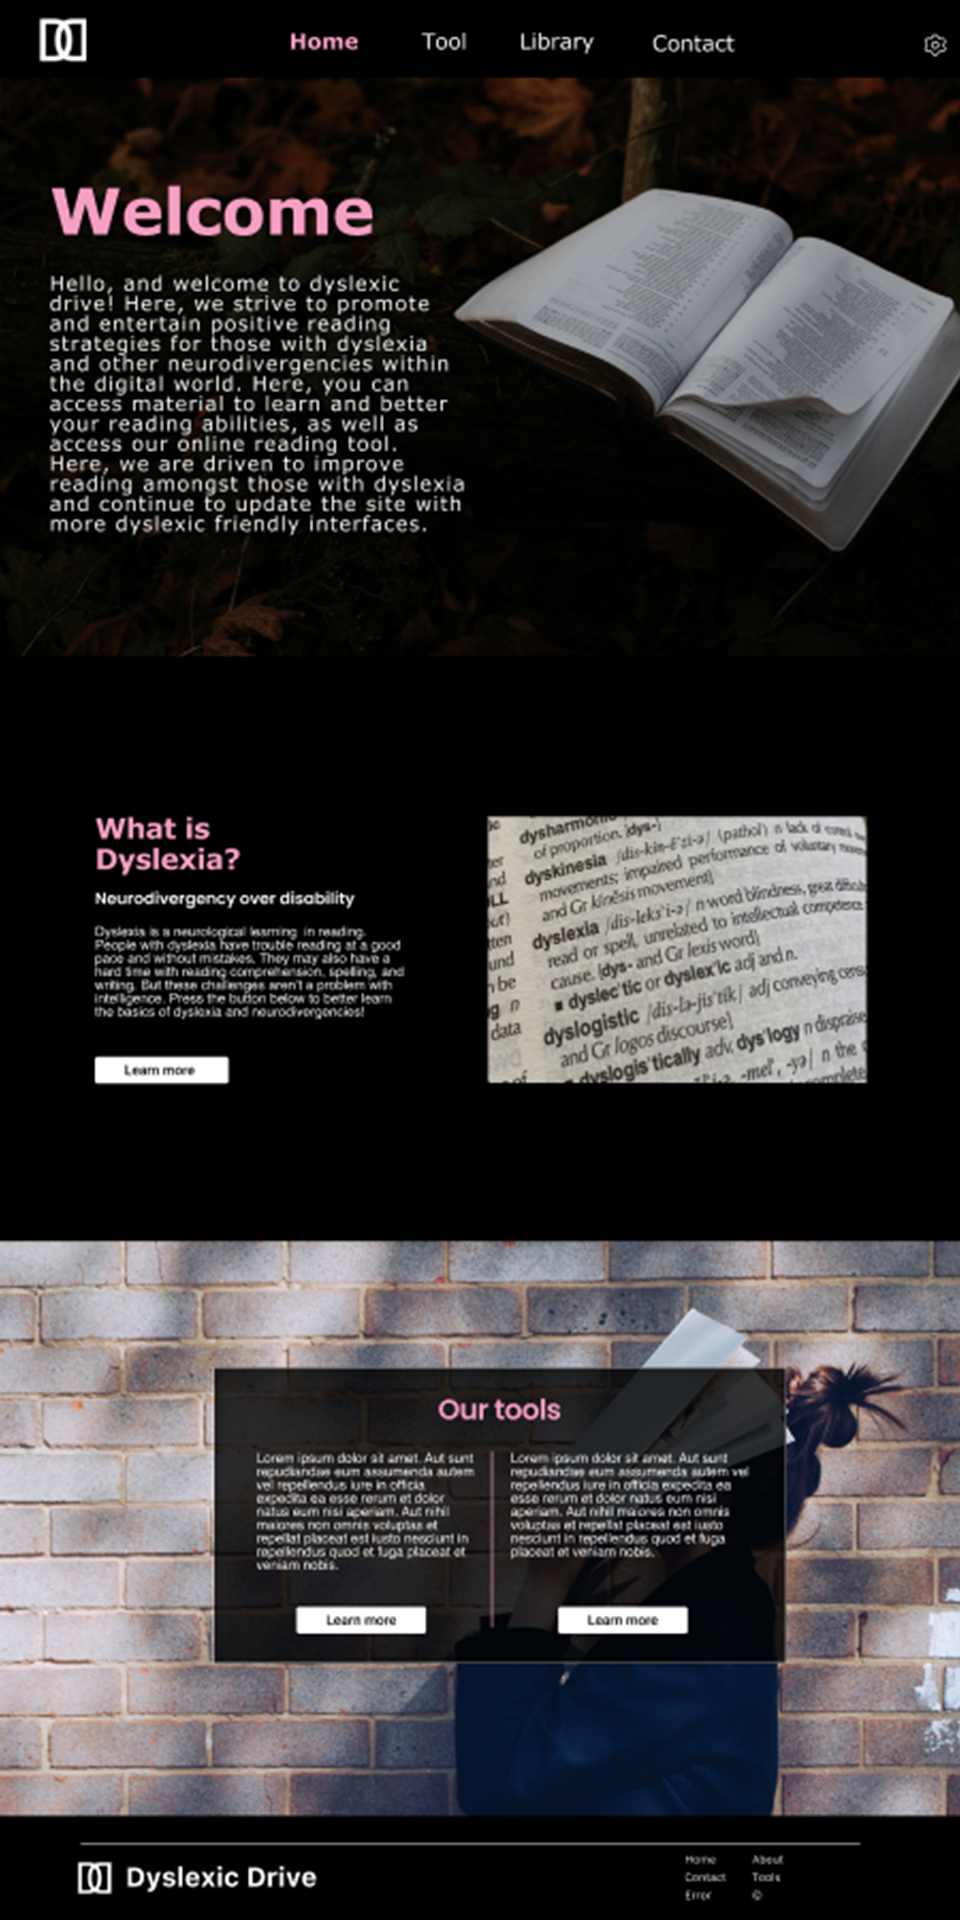 Home Tool Library Contact
Welcome
Hello, and welcome to dyslexic
drive! Here, we strive to promote
and entertain positive reading
strategies for those with dyslexia
and other neurodivergencies within
the digital world. Here, you can
access material to learn and better
your reading abilities, as well as
access our online reading tool.
Here, we are driven to improve
reading amongst those with dyslexia
and continue to update the site with
more dyslexic friendly interfaces.
What is
Dyslexia?
Neurodivergency over disability
Dyslexia is a neurological learning in reading.
People with dyslexia have trouble reading at a good
pace and without mistakes. They may also have a
hard time with reading comprehension, spelling, and
writing. But these challenges aren't a problem with
intelligence. Press the button below to better learn
the basics of dyslexia and neurodivergencies!
Learn more
dysharmonic
of proportion. [dys-]
dyskinesia (pathol) n lack of
movements; impaired performance of voluntary
and Gr kinēsis movement]
dyslexia /dis-leks'i-ə/ n word blindness, great
read or spell, unrelated to intellectual competence
cause. [dys- and Gr lexis word]
■ dyslec'tic or dyslex'ic adj and n.
dyslogistic /dis-lə-jis'tik/ adj conveying
and Gr logos discourse]
■ dyslogis'tically adv. dys'logy n dispraise
Our tools
Lorem ipsum dolor sit amet. Aut sunt
repudiandae eum assumenda autem
vel repellendus iure in officia
expedita ea esse rerum et dolor
natus eum nisi aperiam. Aut nihil
maiores non omnis voluptas et
repellat placeat est iusto nesciunt in
repellendus quod et fuga placeat et
veniam nobis.
Learn more
Lorem ipsum dolor sit amet. Aut sunt
repudiandae eum assumenda autem vel
repellendus iure in officia expedita ea
esse rerum et dolor natus eum nisi
aperiam. Aut nihil maiores non omnis
voluptas et repellat placeat est iusto
nesciunt in repellendus quod et fuga
placeat et veniam nobis.
Learn more
Dyslexic Drive
Home About
Contact Tools
Error ©